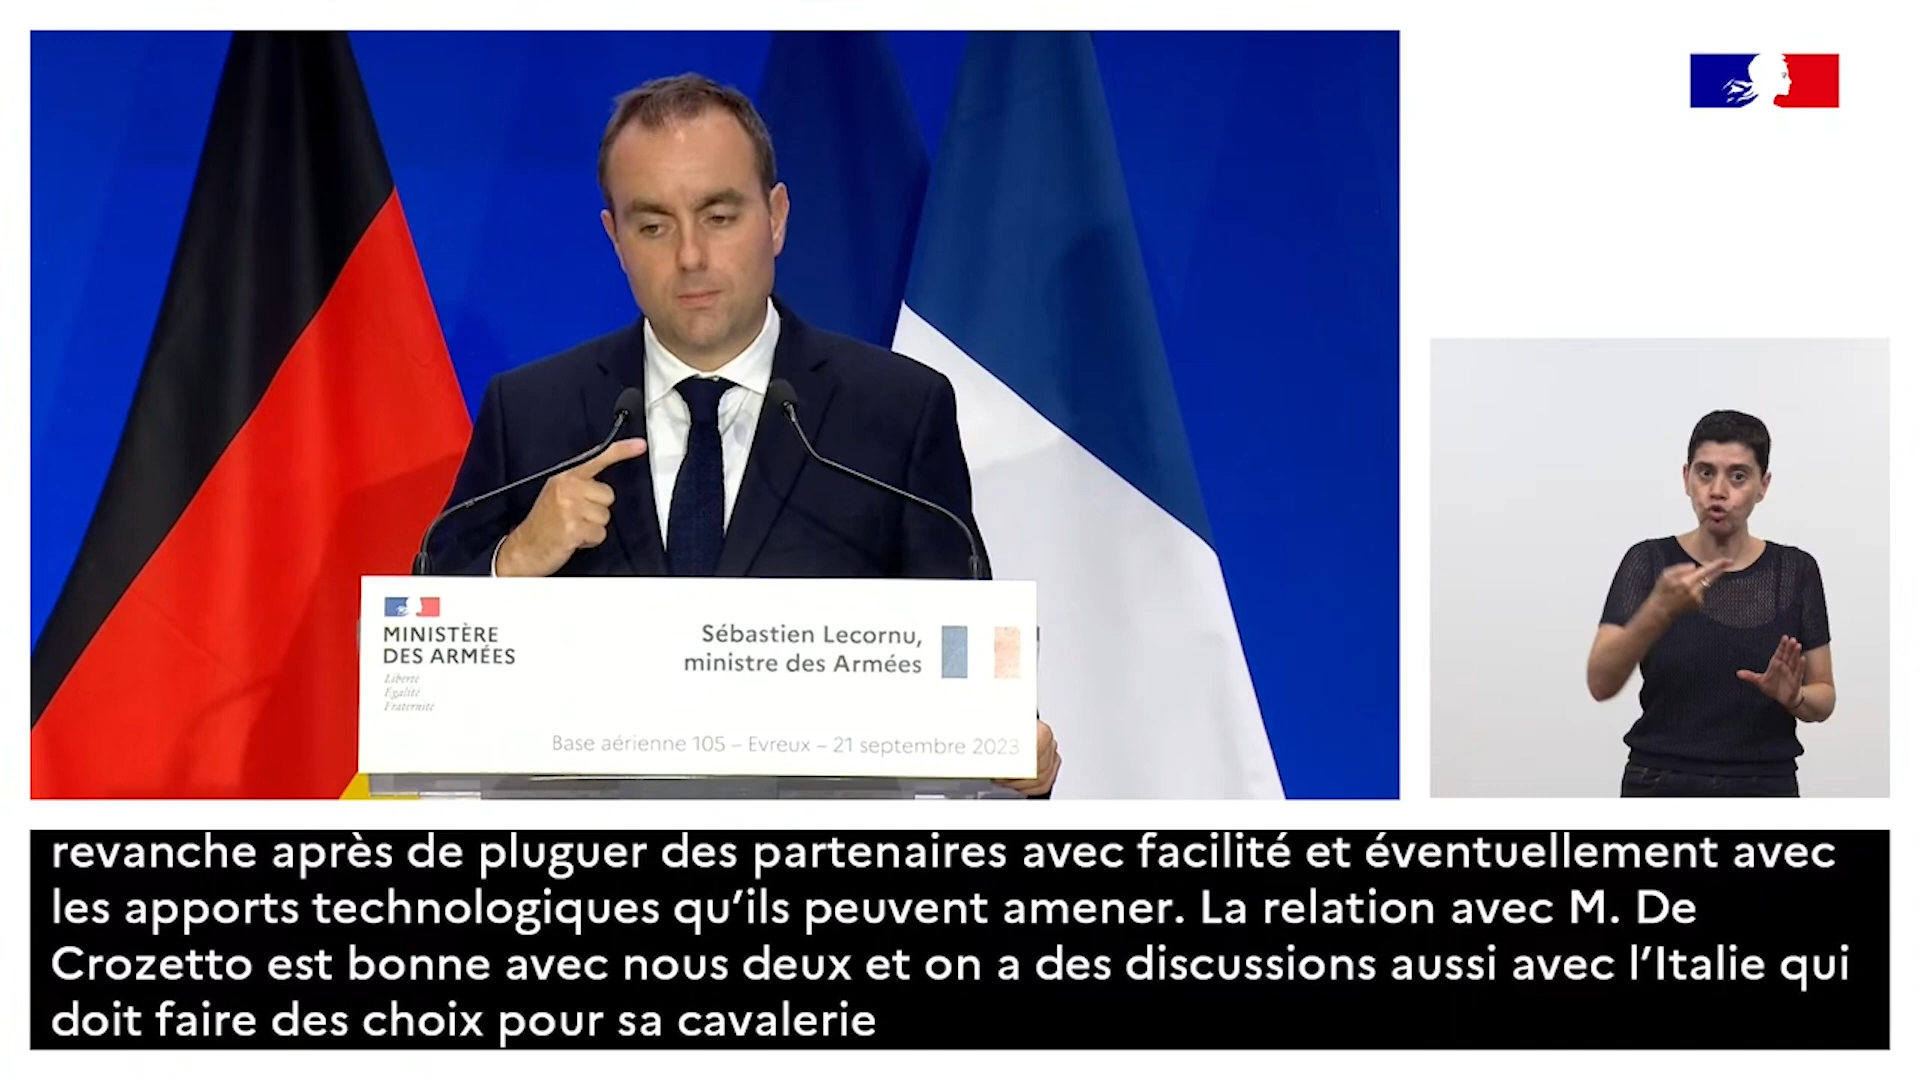 MINISTÈRE
DES ARMÉES
Liberté
Égalité
Fraternité
Sébastien Lecornu,
ministre des Armées
Base aérienne 105 – Evreux – 21 septembre 2023
revanche après de pluguer des partenaires avec facilité et éventuellement avec
les apports technologiques qu’ils peuvent amener. La relation avec M. De
Crozetto est bonne avec nous deux et on a des discussions aussi avec l’Italie qui
doit faire des choix pour sa cavalerie